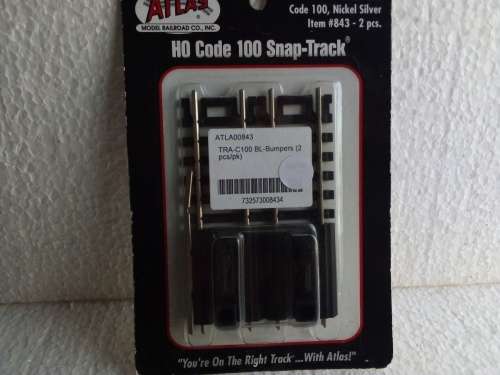 ATLAS
MODEL RAILROAD CO., INC.
Code 100, Nickel Silver
Item #843 - 2 pcs.
HO Code 100 Snap-Track®
ATLA00843
TRA-C100 BL-Bumpers (2
pcs/pk)
732573008434
"You're On The Right Track ...With Atlas!"